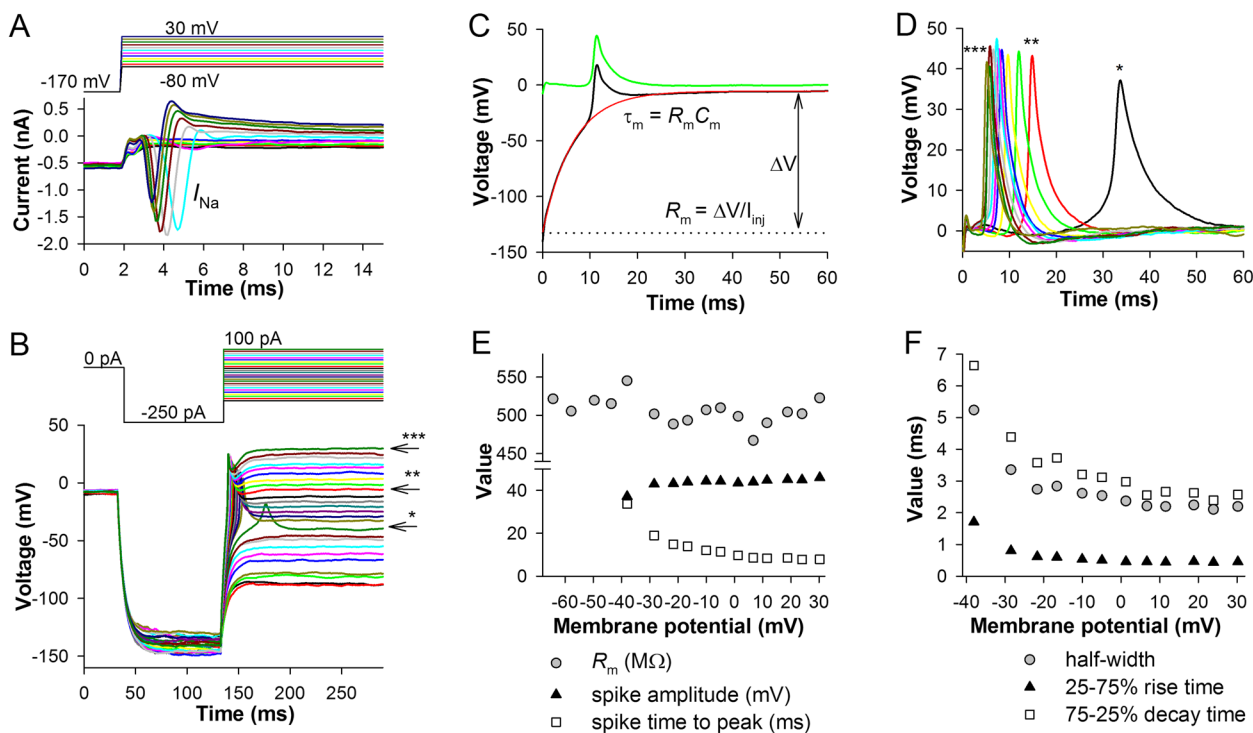 A
30 mV
-170 mV
-80 mV
Current (nA)
0.5
0.0
-0.5
-1.0
-1.5
-2.0
I Na
0 2 4 6 8 10 12 14
Time (ms)
B
0 pA
100 pA
-250 pA
Voltage (mV)
50
0
-50
-100
-150
***
**
*
0 50 100 150 200 250
Time (ms)
C
Voltage (mV)
50
0
-50
-100
-150
τm = RmCm
ΔV
Rm = ΔV/Iinj
0 10 20 30 40 50 60
Time (ms)
D
Voltage (mV)
50
40
30
20
10
0
*** ** *
0 10 20 30 40 50 60
Time (ms)
E
Value
550
500
450
40
20
0
-60 -50 -40 -30 -20 -10 0 10 20 30
Membrane potential (mV)
Rm (MΩ)
spike amplitude (mV)
spike time to peak (ms)
F
Value (ms)
7
6
5
4
3
2
1
0
-40 -30 -20 -10 0 10 20 30
Membrane potential (mV)
half-width
25-75% rise time
75-25% decay time